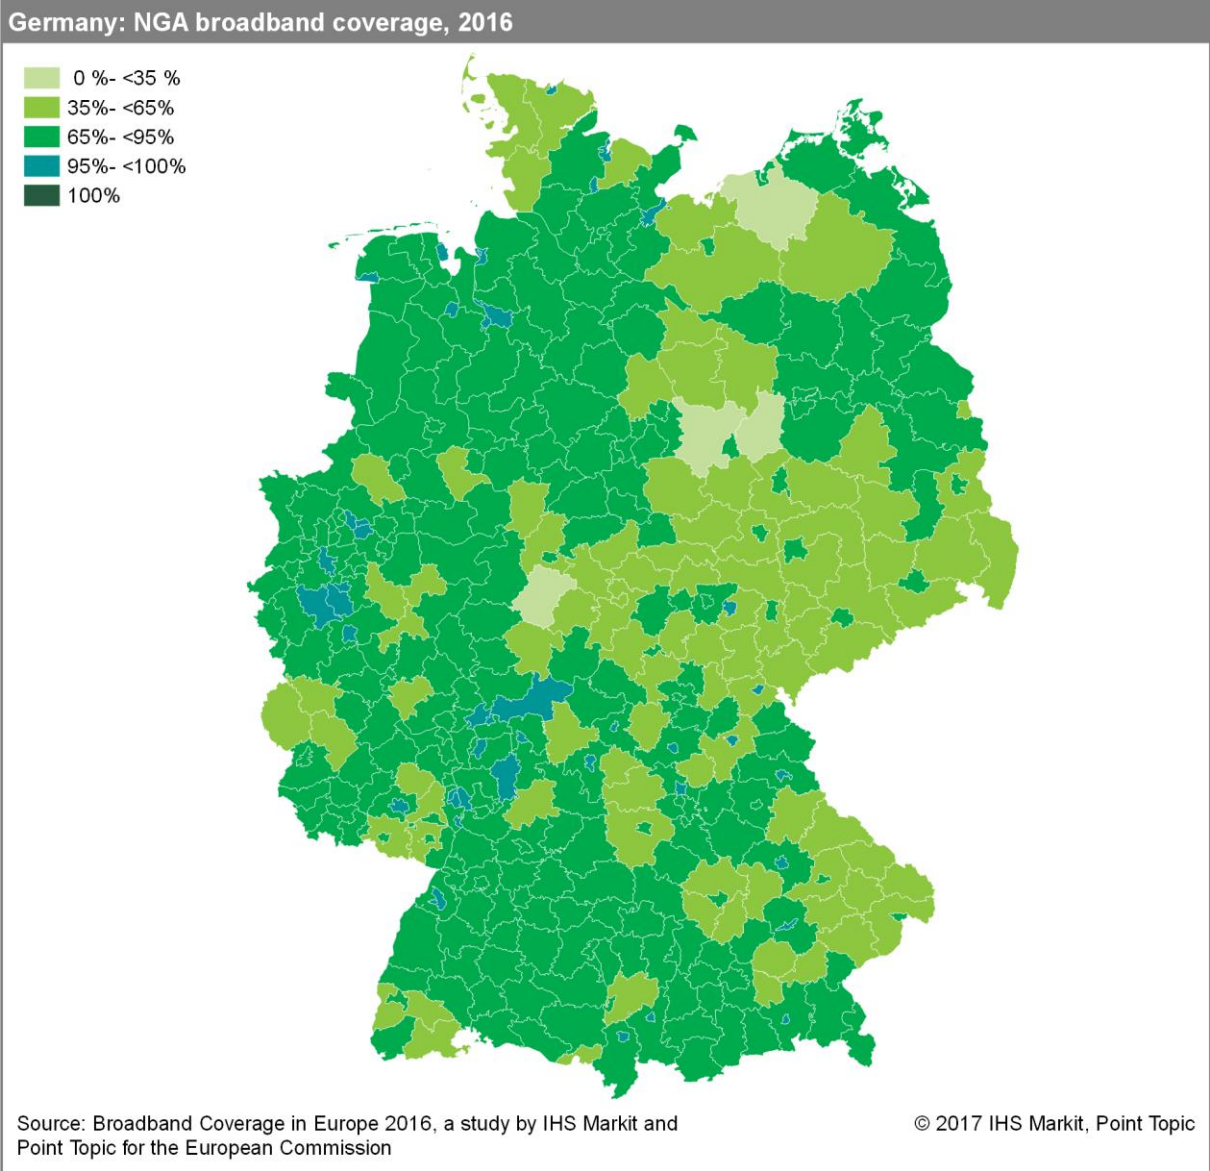 Germany: NGA broadband coverage, 2016
0 %- <35 %
35%- <65%
65%- <95%
95%- <100%
100%
Source: Broadband Coverage in Europe 2016, a study by IHS Markit and
Point Topic for the European Commission
© 2017 IHS Markit, Point Topic